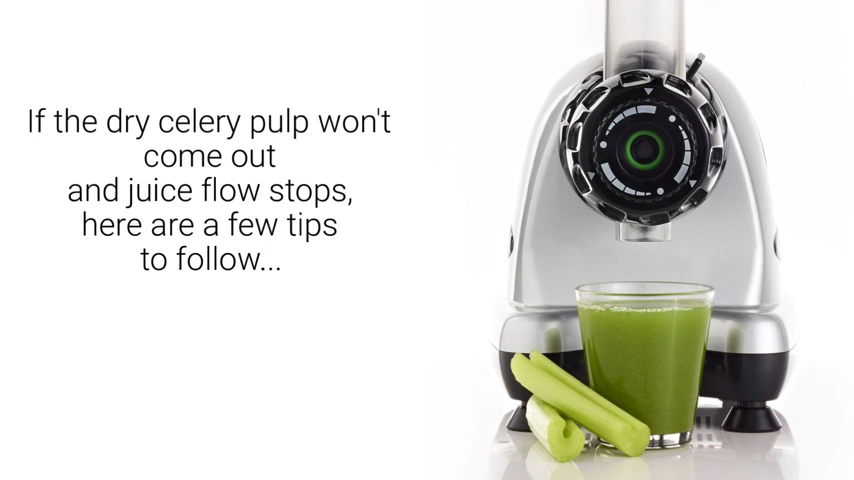 If the dry celery pulp won't
come out
and juice flow stops,
here are a few tips
to follow...